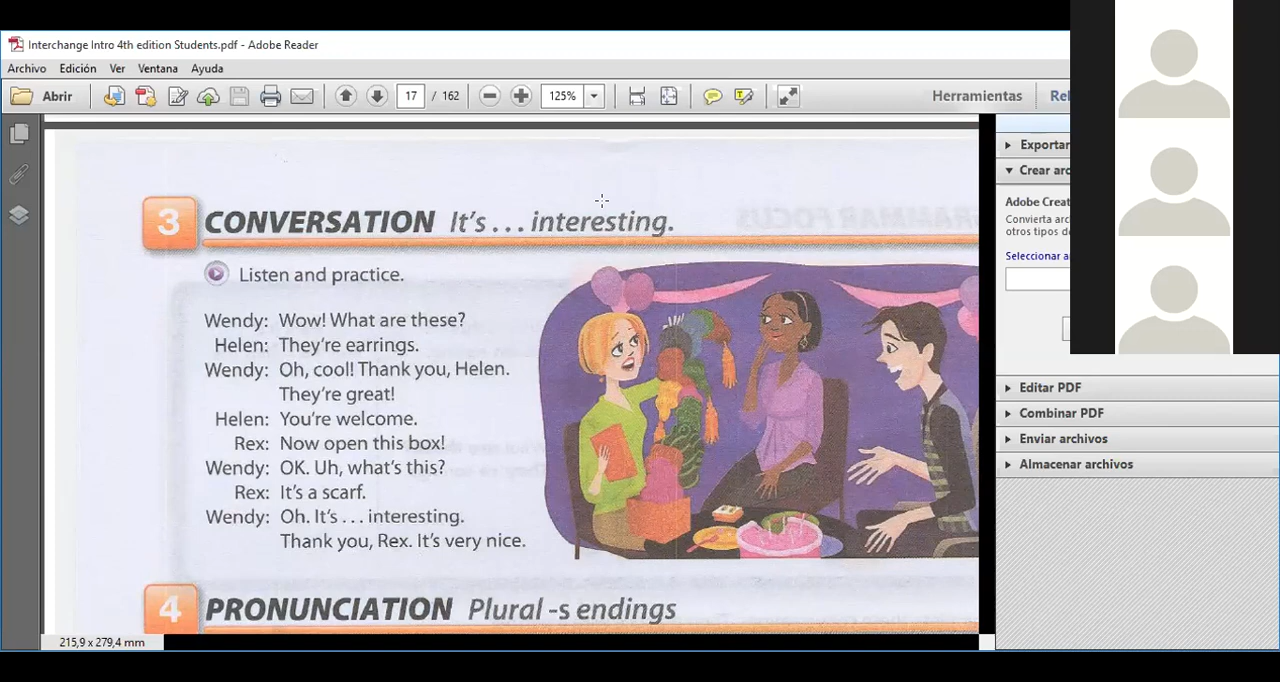 Interchange Intro 4th edition Students.pdf - Adobe Reader
Archivo Edición Ver Ventana Ayuda
Abrir 17 / 162 125% Herramientas
Exportar
Crear
Adobe
Convierta
otros tipos
Seleccionar
Editar PDF
Combinar PDF
Enviar archivos
Almacenar archivos
3 CONVERSATION It's . . . interesting.
Listen and practice.
Wendy: Wow! What are these?
Helen: They're earrings.
Wendy: Oh, cool! Thank you, Helen.
They're great!
Helen: You're welcome.
Rex: Now open this box!
Wendy: OK. Uh, what's this?
Rex: It's a scarf.
Wendy: Oh. It's . . . interesting.
Thank you, Rex. It's very nice.
4 PRONUNCIATION Plural -s endings
215,9 x 279,4 mm